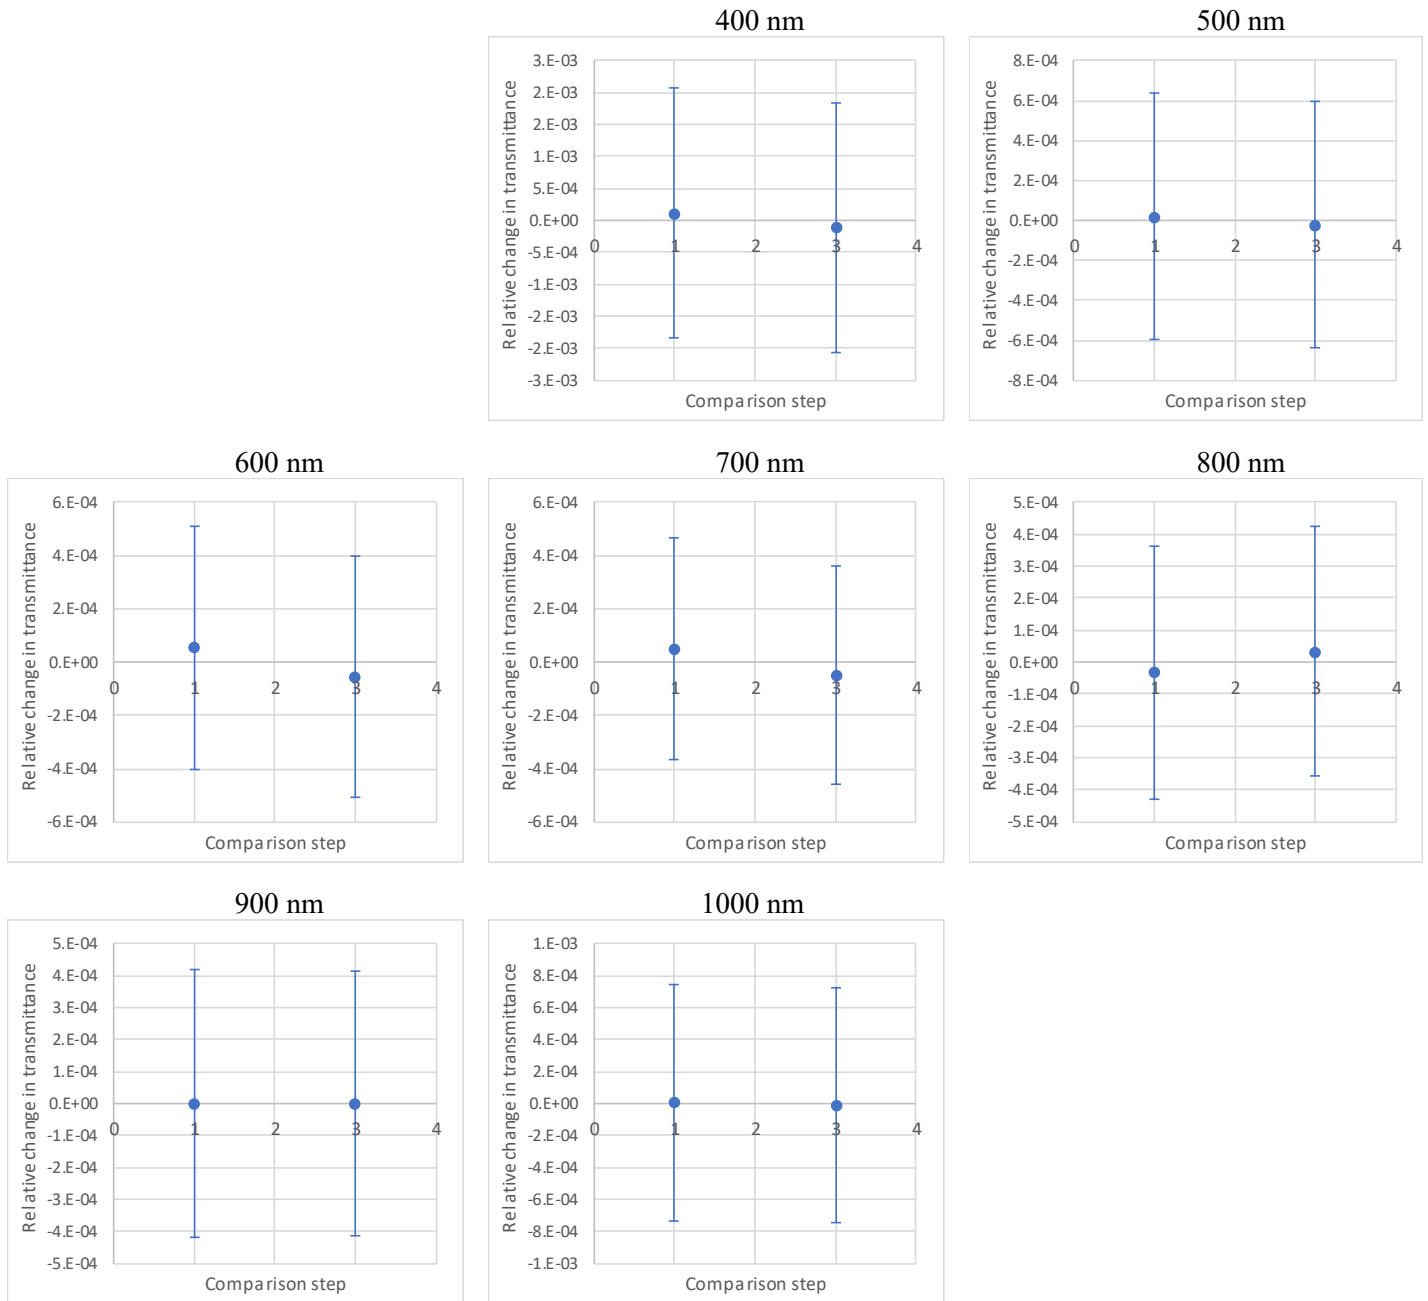 400 nm
3.E-03
2.E-03
2.E-03
1.E-03
5.E-04
0.E+00
-5.E-04
-1.E-03
-2.E-03
-2.E-03
-3.E-03
0 1 2 3 4
Relative change in transmittance
Comparison step
500 nm
8.E-04
6.E-04
4.E-04
2.E-04
0.E+00
-2.E-04
-4.E-04
-6.E-04
-8.E-04
0 1 2 3 4
Relative change in transmittance
Comparison step
600 nm
6.E-04
4.E-04
2.E-04
0.E+00
-2.E-04
-4.E-04
-6.E-04
0 1 2 3 4
Relative change in transmittance
Comparison step
700 nm
6.E-04
4.E-04
2.E-04
0.E+00
-2.E-04
-4.E-04
-6.E-04
0 1 2 3 4
Relative change in transmittance
Comparison step
800 nm
5.E-04
4.E-04
3.E-04
2.E-04
1.E-04
0.E+00
-1.E-04
-2.E-04
-3.E-04
-4.E-04
-5.E-04
0 1 2 3 4
Relative change in transmittance
Comparison step
900 nm
5.E-04
4.E-04
3.E-04
2.E-04
1.E-04
0.E+00
-1.E-04
-2.E-04
-3.E-04
-4.E-04
-5.E-04
0 1 2 3 4
Relative change in transmittance
Comparison step
1000 nm
1.E-03
8.E-04
6.E-04
4.E-04
2.E-04
0.E+00
-2.E-04
-4.E-04
-6.E-04
-8.E-04
-1.E-03
0 1 2 3 4
Relative change in transmittance
Comparison step